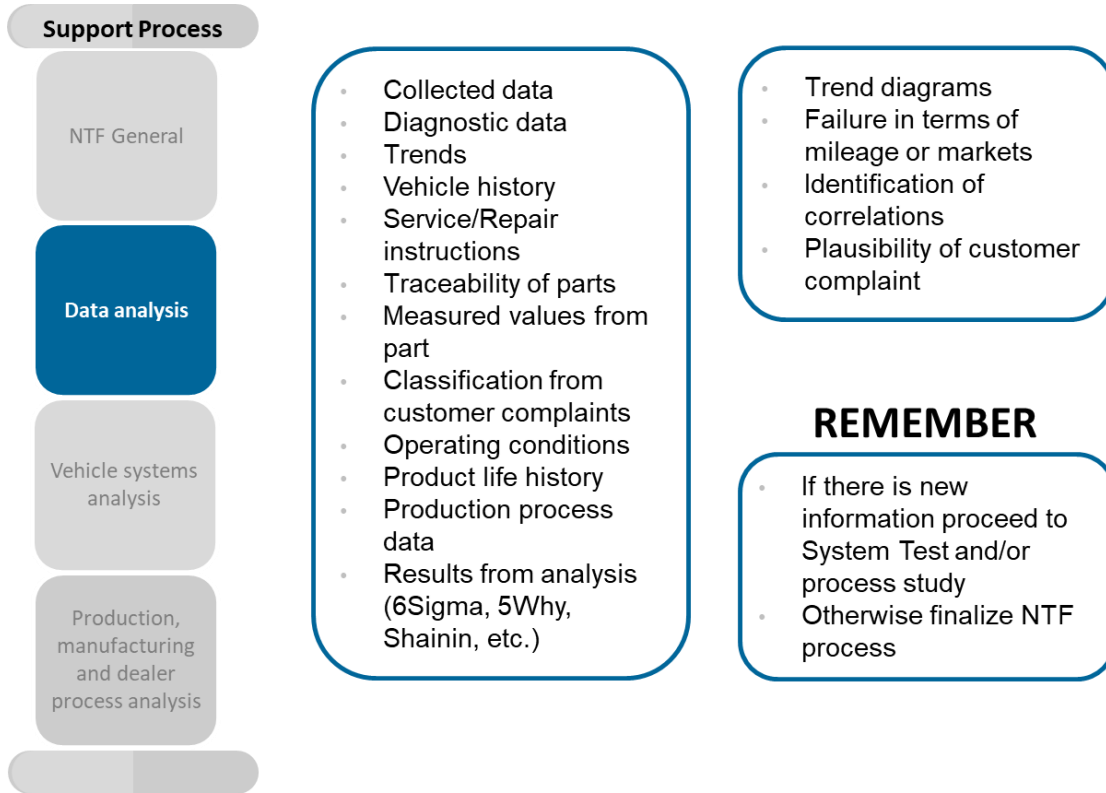 Support Process
NTF General
Data analysis
Vehicle systems
analysis
Production,
manufacturing
and dealer
process analysis
• Collected data
• Diagnostic data
• Trends
• Vehicle history
• Service/Repair
instructions
• Traceability of parts
• Measured values from
part
• Classification from
customer complaints
• Operating conditions
• Product life history
• Production process
data
• Results from analysis
(6Sigma, 5Why,
Shainin, etc.)
• Trend diagrams
• Failure in terms of
mileage or markets
• Identification of
correlations
• Plausibility of customer
complaint
REMEMBER
• If there is new
information proceed to
System Test and/or
process study
• Otherwise finalize NTF
process